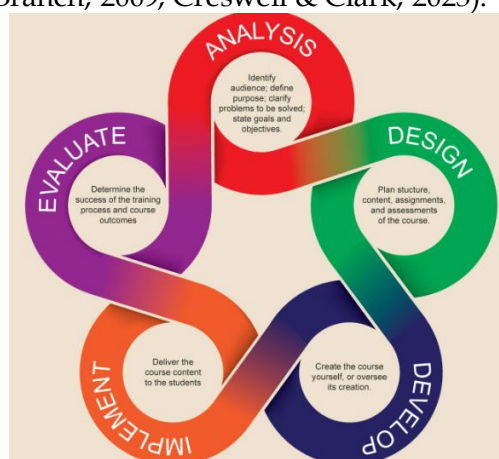 Branch, 2009; Creswell & Clark, 2023).
ANALYSIS
Identify
audience; define
purpose; clarify
problems to be solved;
state goals and
objectives.
DESIGN
Plan stucture,
content, assignments,
and assessments
of the course.
DEVELOP
Create the course
yourself, or oversee
its creation.
IMPLEMENT
Deliver the
course content
to the students
EVALUATE
Determine the
success of the training
process and course
outcomes